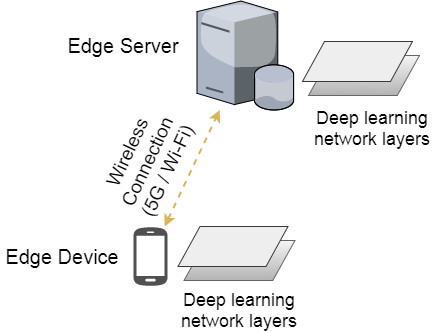 Edge Server
Deep learning
network layers
Wireless
Connection
(5G / Wi-Fi)
Edge Device
Deep learning
network layers